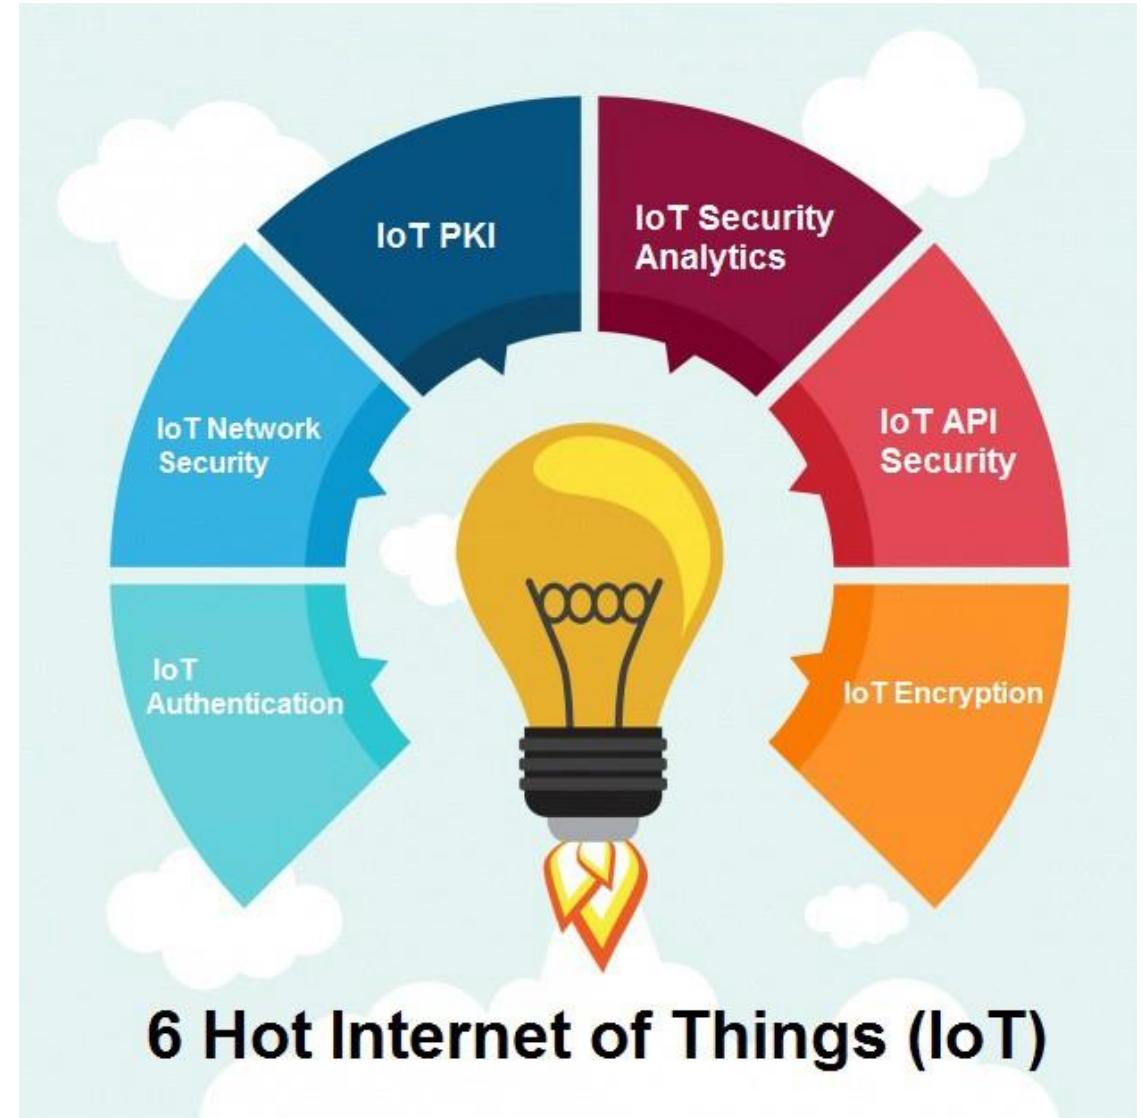 IoT PKI
IoT Security
Analytics
IoT Network
Security
IoT API
Security
IoT
Authentication
IoT Encryption
6 Hot Internet of Things (IoT)